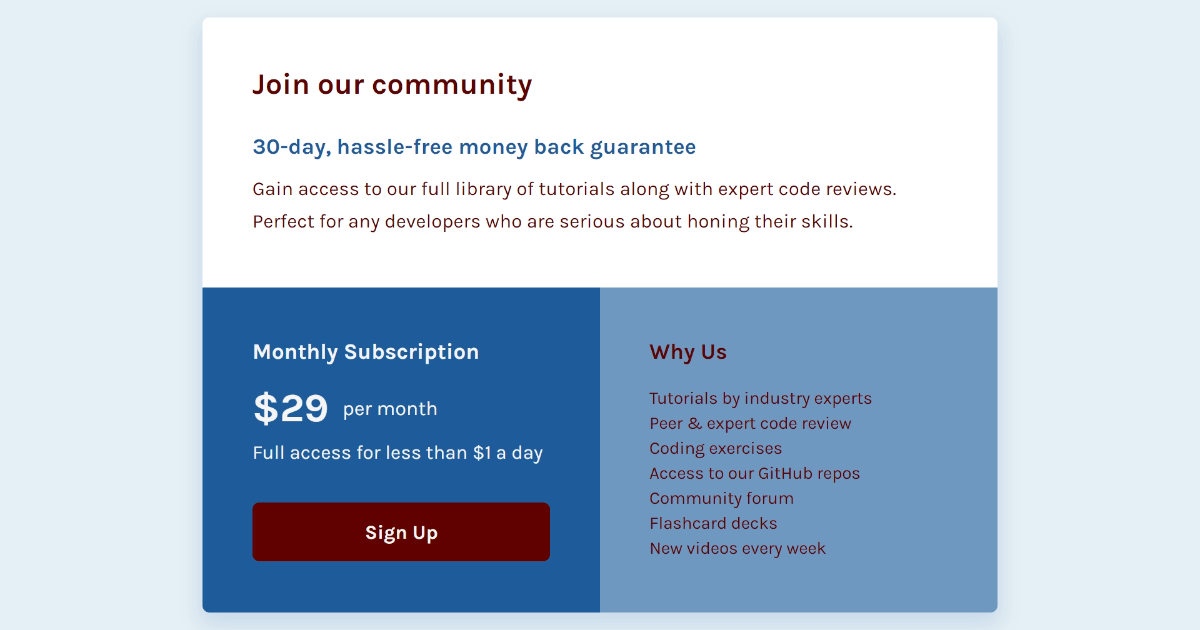 Join our community
30-day, hassle-free money back guarantee
Gain access to our full library of tutorials along with expert code reviews.
Perfect for any developers who are serious about honing their skills.
Monthly Subscription
$29 per month
Full access for less than $1 a day
Sign Up
Why Us
Tutorials by industry experts
Peer & expert code review
Coding exercises
Access to our GitHub repos
Community forum
Flashcard decks
New videos every week